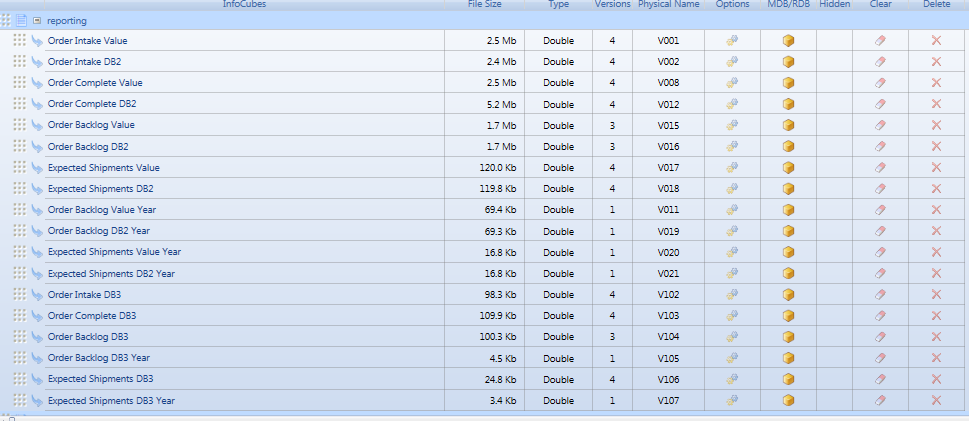 InfoCubes File Size Type Versions Physical Name Options MDB/RDB Hidden Clear Delete
reporting
Order Intake Value 2.5 Mb Double 4 V001
Order Intake DB2 2.4 Mb Double 4 V002
Order Complete Value 2.5 Mb Double 4 V008
Order Complete DB2 5.2 Mb Double 4 V012
Order Backlog Value 1.7 Mb Double 3 V015
Order Backlog DB2 1.7 Mb Double 3 V016
Expected Shipments Value 120.0 Kb Double 4 V017
Expected Shipments DB2 119.8 Kb Double 4 V018
Order Backlog Value Year 69.4 Kb Double 1 V011
Order Backlog DB2 Year 69.3 Kb Double 1 V019
Expected Shipments Value Year 16.8 Kb Double 1 V020
Expected Shipments DB2 Year 16.8 Kb Double 1 V021
Order Intake DB3 98.3 Kb Double 4 V102
Order Complete DB3 109.9 Kb Double 4 V103
Order Backlog DB3 100.3 Kb Double 3 V104
Order Backlog DB3 Year 4.5 Kb Double 1 V105
Expected Shipments DB3 24.8 Kb Double 4 V106
Expected Shipments DB3 Year 3.4 Kb Double 1 V107